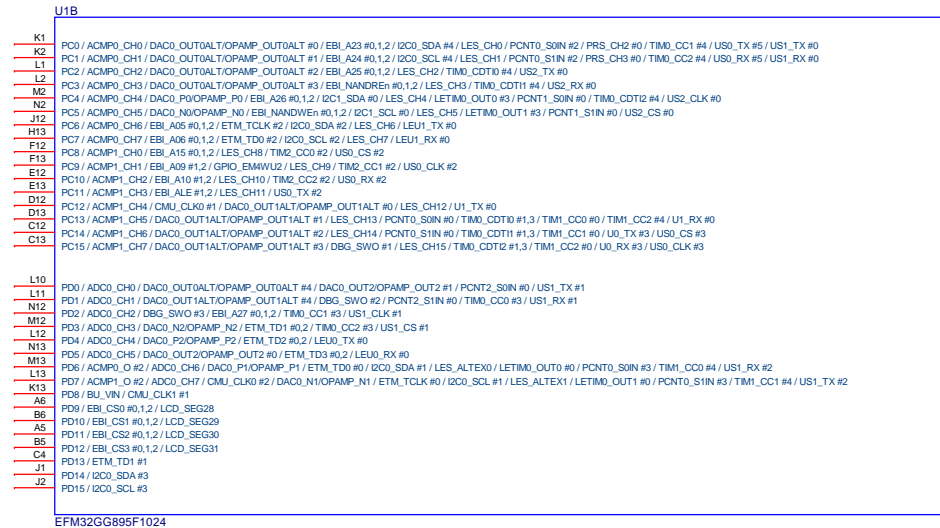 U1B
K1 PC0 / ACMP0_CH0 / DAC0_OUT0ALT/OPAMP_OUT0ALT #0 / EBI_A23 #0,1,2 / I2C0_SDA #4 / LES_CH0 / PCNT0_S0IN #2 / PRS_CH2 #0 / TIM0_CC1 #4 / US0_TX #5 / US1_TX #0
K2 PC1 / ACMP0_CH1 / DAC0_OUT0ALT/OPAMP_OUT0ALT #1 / EBI_A24 #0,1,2 / I2C0_SCL #4 / LES_CH1 / PCNT0_S1IN #2 / PRS_CH3 #0 / TIM0_CC2 #4 / US0_RX #5 / US1_RX #0
L1 PC2 / ACMP0_CH2 / DAC0_OUT0ALT/OPAMP_OUT0ALT #2 / EBI_A25 #0,1,2 / LES_CH2 / TIM0_CDTI0 #4 / US2_TX #0
L2 PC3 / ACMP0_CH3 / DAC0_OUT0ALT/OPAMP_OUT0ALT #3 / EBI_NANDREn #0,1,2 / LES_CH3 / TIM0_CDTI1 #4 / US2_RX #0
M2 PC4 / ACMP0_CH4 / DAC0_P0/OPAMP_P0 / EBI_A26 #0,1,2 / I2C1_SDA #0 / LES_CH4 / LETIM0_OUT0 #3 / PCNT1_S0IN #0 / TIM0_CDTI2 #4 / US2_CLK #0
N2 PC5 / ACMP0_CH5 / DAC0_N0/OPAMP_N0 / EBI_NANDWEn #0,1,2 / I2C1_SCL #0 / LES_CH5 / LETIM0_OUT1 #3 / PCNT1_S1IN #0 / US2_CS #0
J12 PC6 / ACMP0_CH6 / EBI_A05 #0,1,2 / ETM_TCLK #2 / I2C0_SDA #2 / LES_CH6 / LEU1_TX #0
H13 PC7 / ACMP0_CH7 / EBI_A06 #0,1,2 / ETM_TD0 #2 / I2C0_SCL #2 / LES_CH7 / LEU1_RX #0
F12 PC8 / ACMP1_CH0 / EBI_A15 #0,1,2 / LES_CH8 / TIM2_CC0 #2 / US0_CS #2
F13 PC9 / ACMP1_CH1 / EBI_A09 #1,2 / GPIO_EM4WU2 / LES_CH9 / TIM2_CC1 #2 / US0_CLK #2
E12 PC10 / ACMP1_CH2 / EBI_A10 #1,2 / LES_CH10 / TIM2_CC2 #2 / US0_RX #2
E13 PC11 / ACMP1_CH3 / EBI_ALE #1,2 / LES_CH11 / US0_TX #2
D12 PC12 / ACMP1_CH4 / CMU_CLK0 #1 / DAC0_OUT1ALT/OPAMP_OUT1ALT #0 / LES_CH12 / U1_TX #0
D13 PC13 / ACMP1_CH5 / DAC0_OUT1ALT/OPAMP_OUT1ALT #1 / LES_CH13 / PCNT0_S0IN #0 / TIM0_CDTI0 #1,3 / TIM1_CC0 #0 / TIM1_CC2 #4 / U1_RX #0
C12 PC14 / ACMP1_CH6 / DAC0_OUT1ALT/OPAMP_OUT1ALT #2 / LES_CH14 / PCNT0_S1IN #0 / TIM0_CDTI1 #1,3 / TIM1_CC1 #0 / U0_TX #3 / US0_CS #3
C13 PC15 / ACMP1_CH7 / DAC0_OUT1ALT/OPAMP_OUT1ALT #3 / DBG_SWO #1 / LES_CH15 / TIM0_CDTI2 #1,3 / TIM1_CC2 #0 / U0_RX #3 / US0_CLK #3
L10 PD0 / ADC0_CH0 / DAC0_OUT0ALT/OPAMP_OUT0ALT #4 / DAC0_OUT2/OPAMP_OUT2 #1 / PCNT2_S0IN #0 / US1_TX #1
L11 PD1 / ADC0_CH1 / DAC0_OUT1ALT/OPAMP_OUT1ALT #4 / DBG_SWO #2 / PCNT2_S1IN #0 / TIM0_CC0 #3 / US1_RX #1
N12 PD2 / ADC0_CH2 / DBG_SWO #3 / EBI_A27 #0,1,2 / TIM0_CC1 #3 / US1_CLK #1
M12 PD3 / ADC0_CH3 / DAC0_N2/OPAMP_N2 / ETM_TD1 #0,2 / TIM0_CC2 #3 / US1_CS #1
L12 PD4 / ADC0_CH4 / DAC0_P2/OPAMP_P2 / ETM_TD2 #0,2 / LEU0_TX #0
N13 PD5 / ADC0_CH5 / DAC0_OUT2/OPAMP_OUT2 #0 / ETM_TD3 #0,2 / LEU0_RX #0
M13 PD6 / ACMP0_O #2 / ADC0_CH6 / DAC0_P1/OPAMP_P1 / ETM_TD0 #0 / I2C0_SDA #1 / LES_ALTEX0 / LETIM0_OUT0 #0 / PCNT0_S0IN #3 / TIM1_CC0 #4 / US1_RX #2
L13 PD7 / ACMP1_O #2 / ADC0_CH7 / CMU_CLK0 #2 / DAC0_N1/OPAMP_N1 / ETM_TCLK #0 / I2C0_SCL #1 / LES_ALTEX1 / LETIM0_OUT1 #0 / PCNT0_S1IN #3 / TIM1_CC1 #4 / US1_TX #2
K13 PD8 / BU_VIN / CMU_CLK1 #1
A6 PD9 / EBI_CS0 #0,1,2 / LCD_SEG28
B6 PD10 / EBI_CS1 #0,1,2 / LCD_SEG29
A5 PD11 / EBI_CS2 #0,1,2 / LCD_SEG30
B5 PD12 / EBI_CS3 #0,1,2 / LCD_SEG31
C4 PD13 / ETM_TD1 #1
J1 PD14 / I2C0_SDA #3
J2 PD15 / I2C0_SCL #3
EFM32GG895F1024